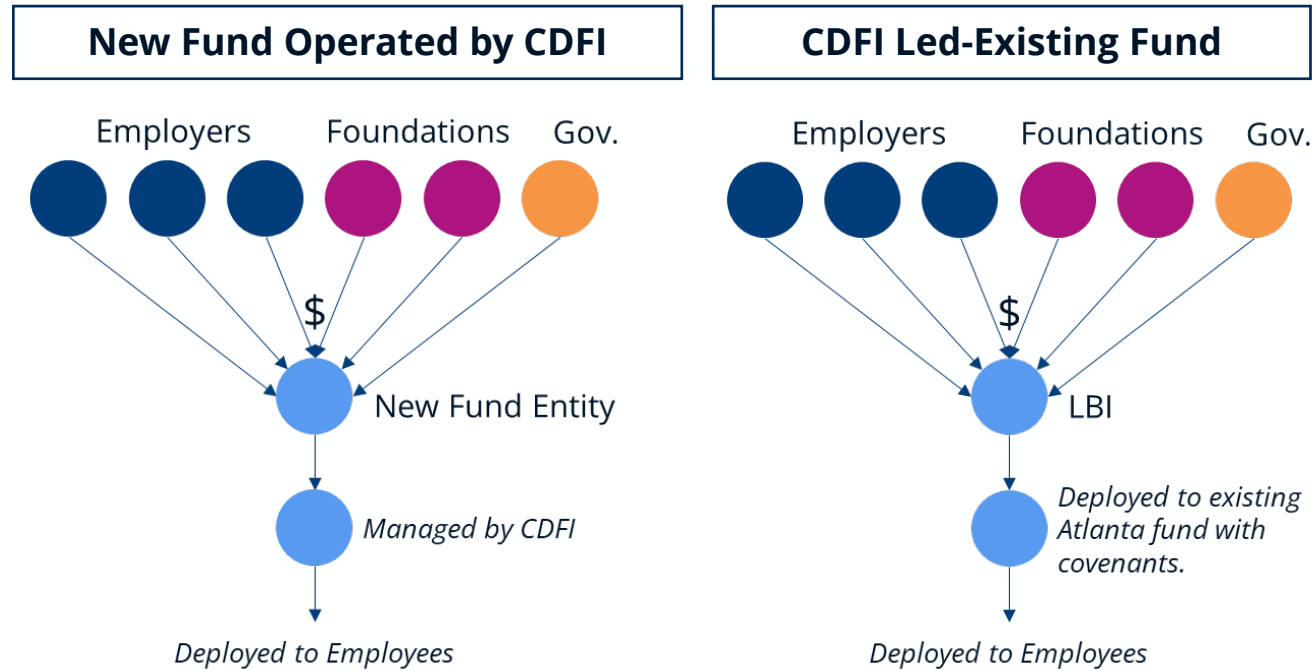 New Fund Operated by CDFI
Employers
Foundations
Gov.
$
New Fund Entity
Managed by CDFI
Deployed to Employees
CDFI Led-Existing Fund
Employers
Foundations
Gov.
$
LBI
Deployed to existing
Atlanta fund with
covenants.
Deployed to Employees